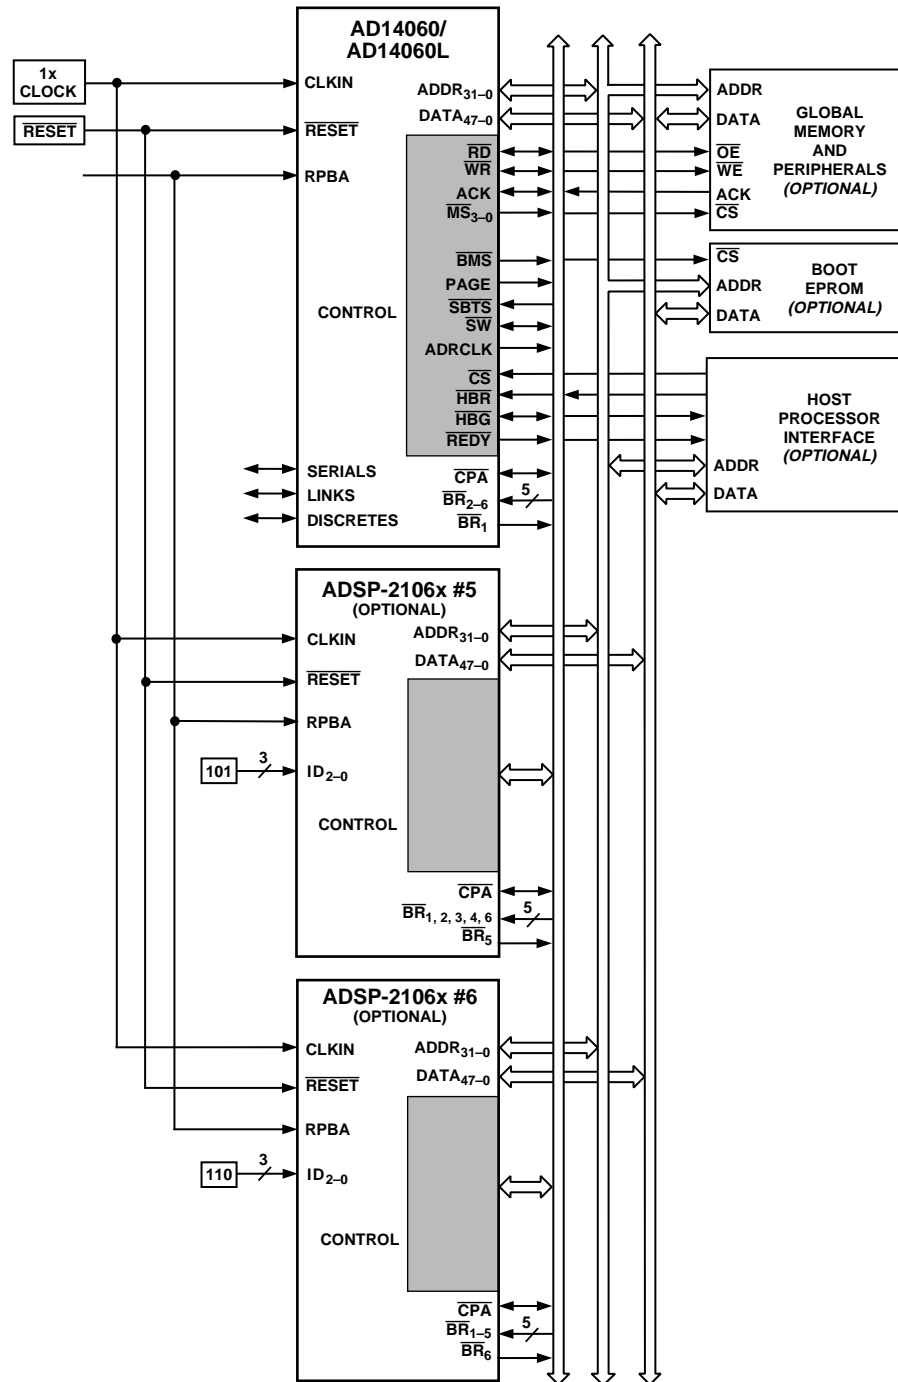 AD14060/
AD14060L
1x
CLOCK
CLKIN
RESET
RESET
RPBA
ADDR31–0
DATA47–0
RD
WR
ACK
MS3–0
BMS
PAGE
SBTS
SW
ADRCLK
CS
HBR
HBG
REDY
CPA
BR2–6
5
BR1
CONTROL
SERIALS
LINKS
DISCRETES
ADDR
DATA
OE
WE
ACK
CS
GLOBAL
MEMORY
AND
PERIPHERALS
(OPTIONAL)
CS
ADDR
DATA
BOOT
EPROM
(OPTIONAL)
HOST
PROCESSOR
INTERFACE
(OPTIONAL)
ADDR
DATA
ADSP-2106x #5
(OPTIONAL)
CLKIN
RESET
RPBA
101
3
ID2–0
CONTROL
ADDR31–0
DATA47–0
CPA
BR1, 2, 3, 4, 6
5
BR5
ADSP-2106x #6
(OPTIONAL)
CLKIN
RESET
RPBA
110
3
ID2–0
CONTROL
ADDR31–0
DATA47–0
CPA
BR1–5
5
BR6